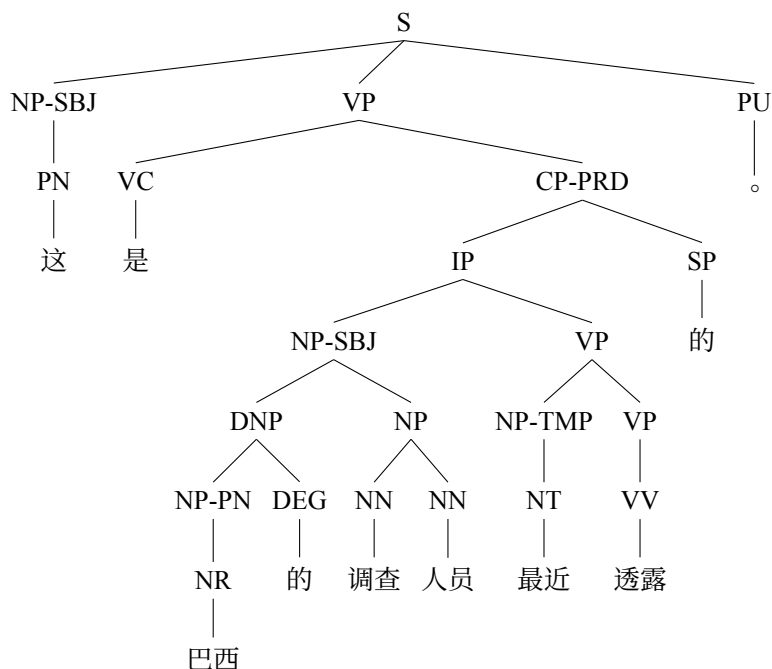 S
NP-SBJ VP PU
PN VC CP-PRD 。
这 是 IP SP
NP-SBJ VP 的
DNP NP NP-TMP VP
NP-PN DEG NN NN NT VV
NR 的 调查 人员 最近 透露
巴西